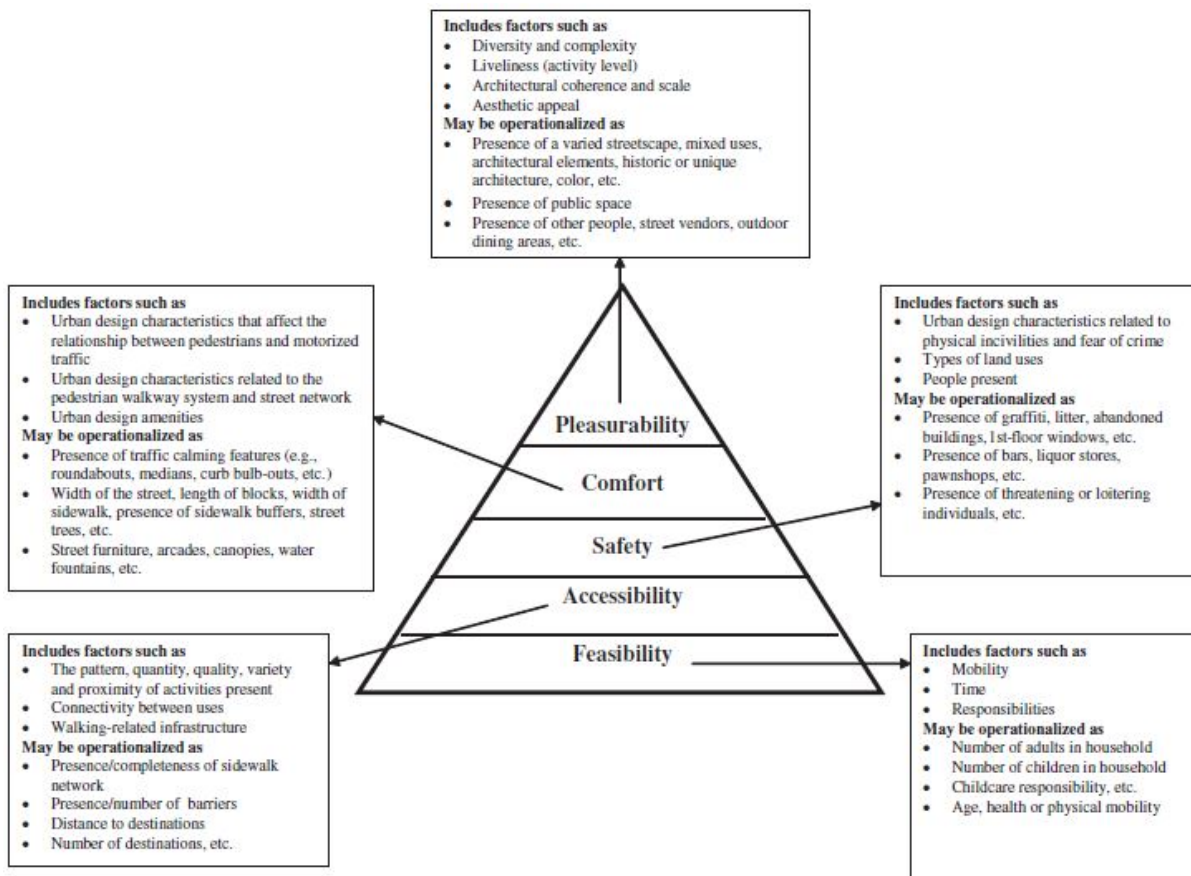 Includes factors such as
• Diversity and complexity
• Liveliness (activity level)
• Architectural coherence and scale
• Aesthetic appeal
May be operationalized as
• Presence of a varied streetscape, mixed uses,
architectural elements, historic or unique
architecture, color, etc.
• Presence of public space
• Presence of other people, street vendors, outdoor
dining areas, etc.
Includes factors such as
• Urban design characteristics that affect the
relationship between pedestrians and motorized
traffic
• Urban design characteristics related to the
pedestrian walkway system and street network
• Urban design amenities
May be operationalized as
• Presence of traffic calming features (e.g.,
roundabouts, medians, curb bulb-outs, etc.)
• Width of the street, length of blocks, width of
sidewalk, presence of sidewalk buffers, street
trees, etc.
• Street furniture, arcades, canopies, water
fountains, etc.
Includes factors such as
• Urban design characteristics related to
physical incivilities and fear of crime
• Types of land uses
• People present
May be operationalized as
• Presence of graffiti, litter, abandoned
buildings, 1st-floor windows, etc.
• Presence of bars, liquor stores,
pawnshops, etc.
• Presence of threatening or loitering
individuals, etc.
Pleasurability
Comfort
Safety
Accessibility
Feasibility
Includes factors such as
• The pattern, quantity, quality, variety
and proximity of activities present
• Connectivity between uses
• Walking-related infrastructure
May be operationalized as
• Presence/completeness of sidewalk
network
• Presence/number of barriers
• Distance to destinations
• Number of destinations, etc.
Includes factors such as
• Mobility
• Time
• Responsibilities
May be operationalized as
• Number of adults in household
• Number of children in household
• Childcare responsibility, etc.
• Age, health or physical mobility